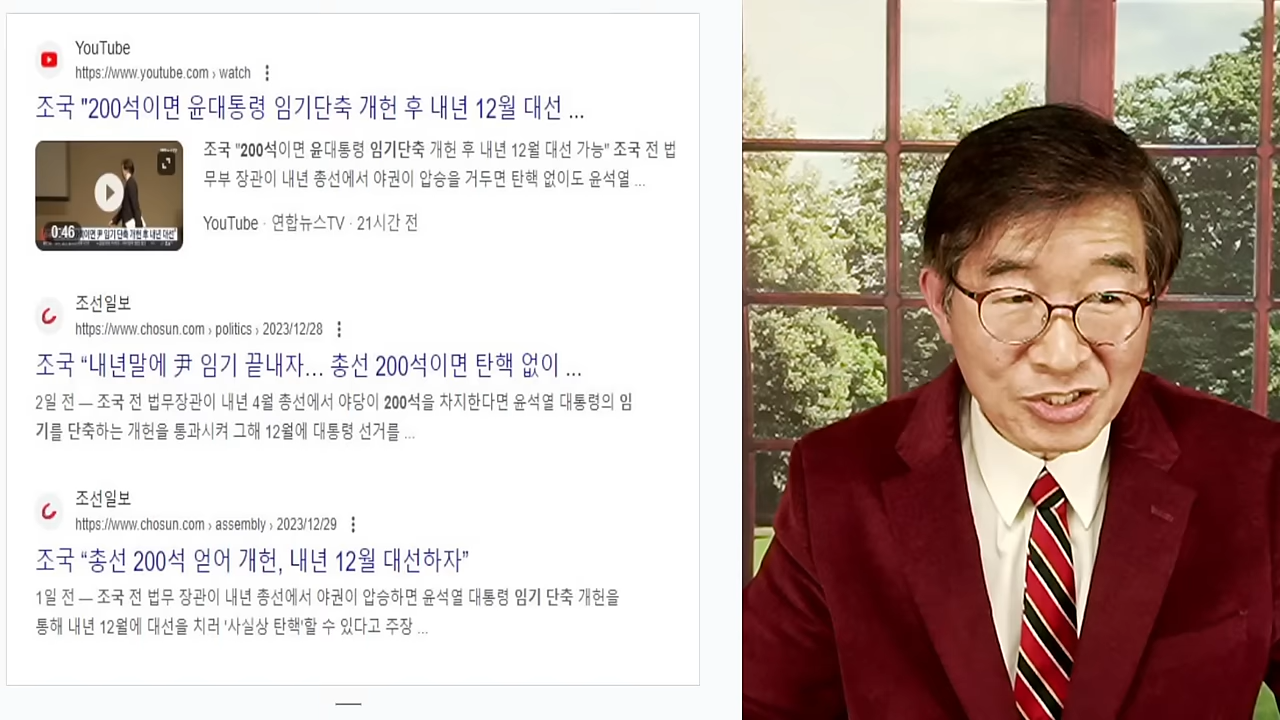 YouTube
https://www.youtube.com › watch
조국 "200석이면 윤대통령 임기단축 개헌 후 내년 12월 대선 ...
조국 "200석이면 윤대통령 임기단축 개헌 후 내년 12월 대선 가능" 조국 전 법
무부 장관이 내년 총선에서 야권이 압승을 거두면 탄핵 없이도 윤석열 ...
0:46
YouTube · 연합뉴스TV · 21시간 전
조선일보
https://www.chosun.com › politics › 2023/12/28
조국 “내년말에 尹 임기 끝내자... 총선 200석이면 탄핵 없이 ...
2일 전 — 조국 전 법무장관이 내년 4월 총선에서 야당이 200석을 차지한다면 윤석열 대통령의 임
기를 단축하는 개헌을 통과시켜 그해 12월에 대통령 선거를 ...
조선일보
https://www.chosun.com › assembly › 2023/12/29
조국 “총선 200석 얻어 개헌, 내년 12월 대선하자”
1일 전 — 조국 전 법무 장관이 내년 총선에서 야권이 압승하면 윤석열 대통령 임기 단축 개헌을
통해 내년 12월에 대선을 치러 '사실상 탄핵'할 수 있다고 주장 ...